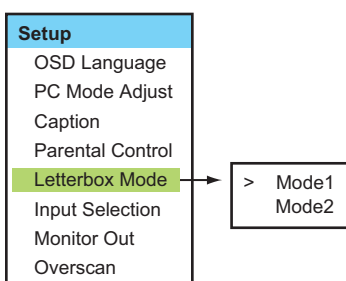 Setup
OSD Language
PC Mode Adjust
Caption
Parental Control
Letterbox Mode
Input Selection
Monitor Out
Overscan
> Mode1
Mode2